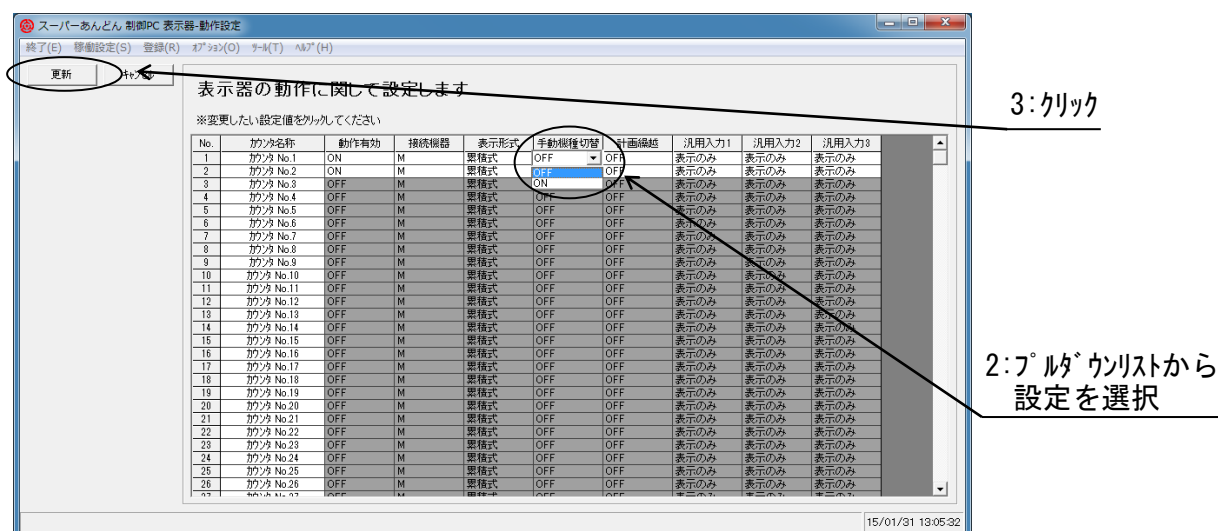 スーパーあんどん 制御PC 表示器-動作設定
終了(E) 稼働設定(S) 登録(R) ｵﾌﾟｼｮﾝ(O) ﾂｰﾙ(T) ﾍﾙﾌﾟ(H)
更新 ｷｬﾝｾﾙ
表示器の動作に関して設定します
※変更したい設定値をｸﾘｯｸしてください
3:ｸﾘｯｸ
No. ｶｳﾝﾀ名称 動作有効 接続機器 表示形式 手動機種切替 計画繰越 汎用入力1 汎用入力2 汎用入力3
1 ｶｳﾝﾀ No.1 ON M 累積式 OFF OFF 表示のみ 表示のみ 表示のみ
2 ｶｳﾝﾀ No.2 ON M 累積式 OFF OFF 表示のみ 表示のみ 表示のみ
3 ｶｳﾝﾀ No.3 OFF M 累積式 ON OFF 表示のみ 表示のみ 表示のみ
4 ｶｳﾝﾀ No.4 OFF M 累積式 OFF OFF 表示のみ 表示のみ 表示のみ
5 ｶｳﾝﾀ No.5 OFF M 累積式 OFF OFF 表示のみ 表示のみ 表示のみ
6 ｶｳﾝﾀ No.6 OFF M 累積式 OFF OFF 表示のみ 表示のみ 表示のみ
7 ｶｳﾝﾀ No.7 OFF M 累積式 OFF OFF 表示のみ 表示のみ 表示のみ
8 ｶｳﾝﾀ No.8 OFF M 累積式 OFF OFF 表示のみ 表示のみ 表示のみ
9 ｶｳﾝﾀ No.9 OFF M 累積式 OFF OFF 表示のみ 表示のみ 表示のみ
10 ｶｳﾝﾀ No.10 OFF M 累積式 OFF OFF 表示のみ 表示のみ 表示のみ
11 ｶｳﾝﾀ No.11 OFF M 累積式 OFF OFF 表示のみ 表示のみ 表示のみ
12 ｶｳﾝﾀ No.12 OFF M 累積式 OFF OFF 表示のみ 表示のみ 表示のみ
13 ｶｳﾝﾀ No.13 OFF M 累積式 OFF OFF 表示のみ 表示のみ 表示のみ
14 ｶｳﾝﾀ No.14 OFF M 累積式 OFF OFF 表示のみ 表示のみ 表示のみ
15 ｶｳﾝﾀ No.15 OFF M 累積式 OFF OFF 表示のみ 表示のみ 表示のみ
16 ｶｳﾝﾀ No.16 OFF M 累積式 OFF OFF 表示のみ 表示のみ 表示のみ
17 ｶｳﾝﾀ No.17 OFF M 累積式 OFF OFF 表示のみ 表示のみ 表示のみ
18 ｶｳﾝﾀ No.18 OFF M 累積式 OFF OFF 表示のみ 表示のみ 表示のみ
19 ｶｳﾝﾀ No.19 OFF M 累積式 OFF OFF 表示のみ 表示のみ 表示のみ
20 ｶｳﾝﾀ No.20 OFF M 累積式 OFF OFF 表示のみ 表示のみ 表示のみ
21 ｶｳﾝﾀ No.21 OFF M 累積式 OFF OFF 表示のみ 表示のみ 表示のみ
22 ｶｳﾝﾀ No.22 OFF M 累積式 OFF OFF 表示のみ 表示のみ 表示のみ
23 ｶｳﾝﾀ No.23 OFF M 累積式 OFF OFF 表示のみ 表示のみ 表示のみ
24 ｶｳﾝﾀ No.24 OFF M 累積式 OFF OFF 表示のみ 表示のみ 表示のみ
25 ｶｳﾝﾀ No.25 OFF M 累積式 OFF OFF 表示のみ 表示のみ 表示のみ
26 ｶｳﾝﾀ No.26 OFF M 累積式 OFF OFF 表示のみ 表示のみ 表示のみ
2:ﾌﾟﾙﾀﾞｳﾝﾘｽﾄから
設定を選択
15/01/31 13:05:32